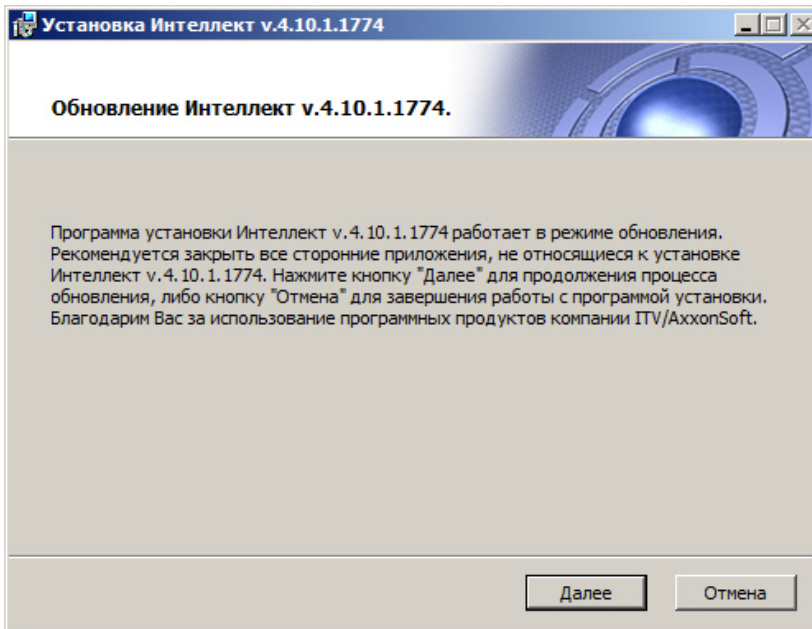 Установка Интеллект v.4.10.1.1774
Обновление Интеллект v.4.10.1.1774.
Программа установки Интеллект v.4.10.1.1774 работает в режиме обновления.
Рекомендуется закрыть все сторонние приложения, не относящиеся к установке
Интеллект v.4.10.1.1774. Нажмите кнопку "Далее" для продолжения процесса
обновления, либо кнопку "Отмена" для завершения работы с программой установки.
Благодарим Вас за использование программных продуктов компании ITV/AxxonSoft.
Далее
Отмена